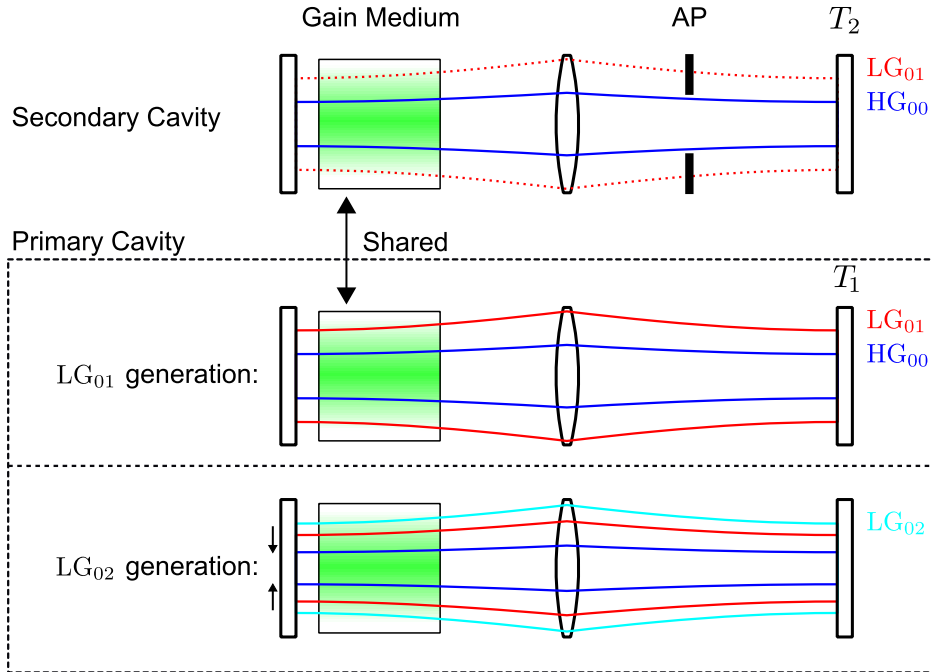 Gain Medium
AP
T₂
LG₀₁
HG₀₀
Secondary Cavity
Primary Cavity
Shared
T₁
LG₀₁
HG₀₀
LG₀₁ generation:
LG₀₂
LG₀₂ generation: